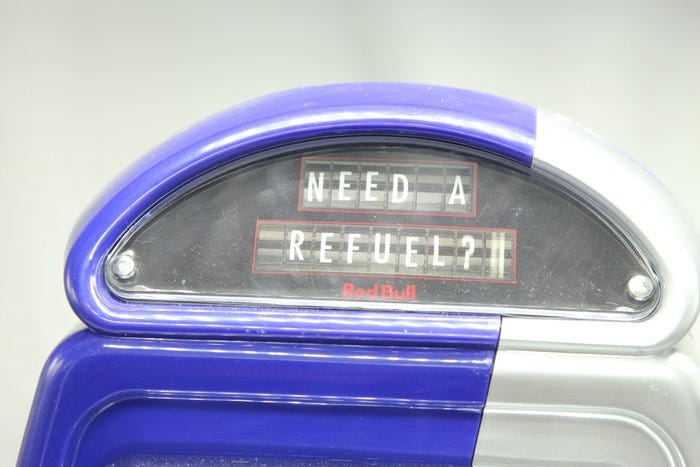 NEED A
REFUEL?
Red Bull